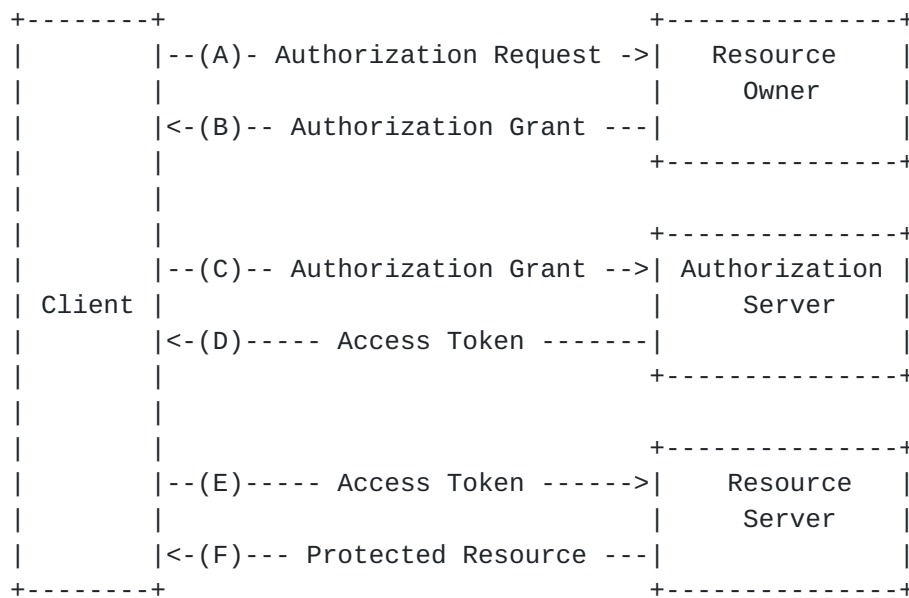 +--------+                               +---------------+
|        |--(A)- Authorization Request ->|   Resource    |
|        |                               |     Owner     |
|        |<-(B)-- Authorization Grant ---|               |
|        |                               +---------------+
|        |
|        |                               +---------------+
|        |--(C)-- Authorization Grant -->| Authorization |
| Client |                               |     Server    |
|        |<-(D)----- Access Token -------|               |
|        |                               +---------------+
|        |
|        |                               +---------------+
|        |--(E)----- Access Token ------>|    Resource   |
|        |                               |     Server    |
|        |<-(F)--- Protected Resource ---|               |
+--------+                               +---------------+